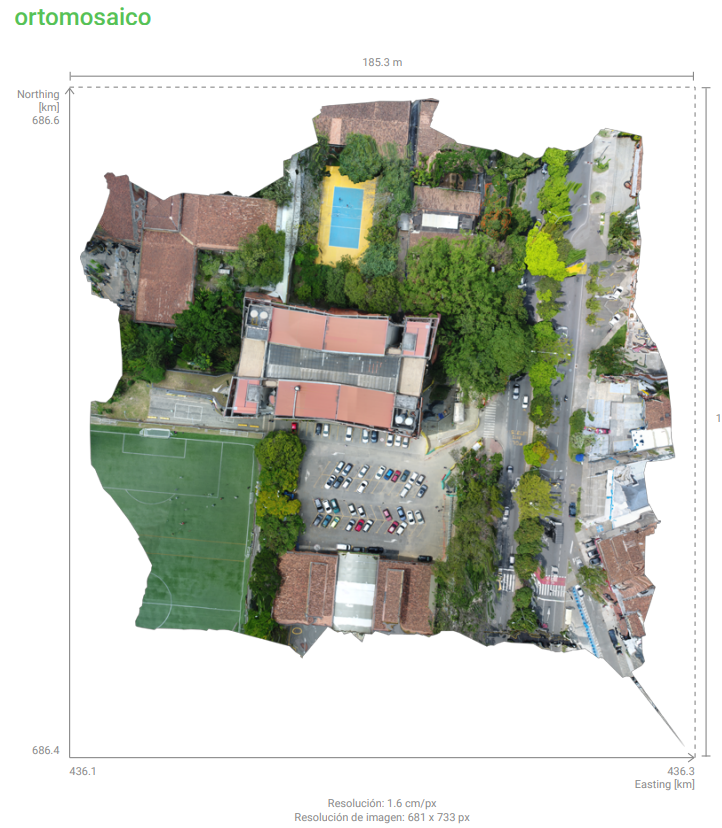 ortomosaico
185.3 m
Northing
[km]
686.6
1
686.4
436.1
436.3
Easting [km]
Resolución: 1.6 cm/px
Resolución de imagen: 681 x 733 px